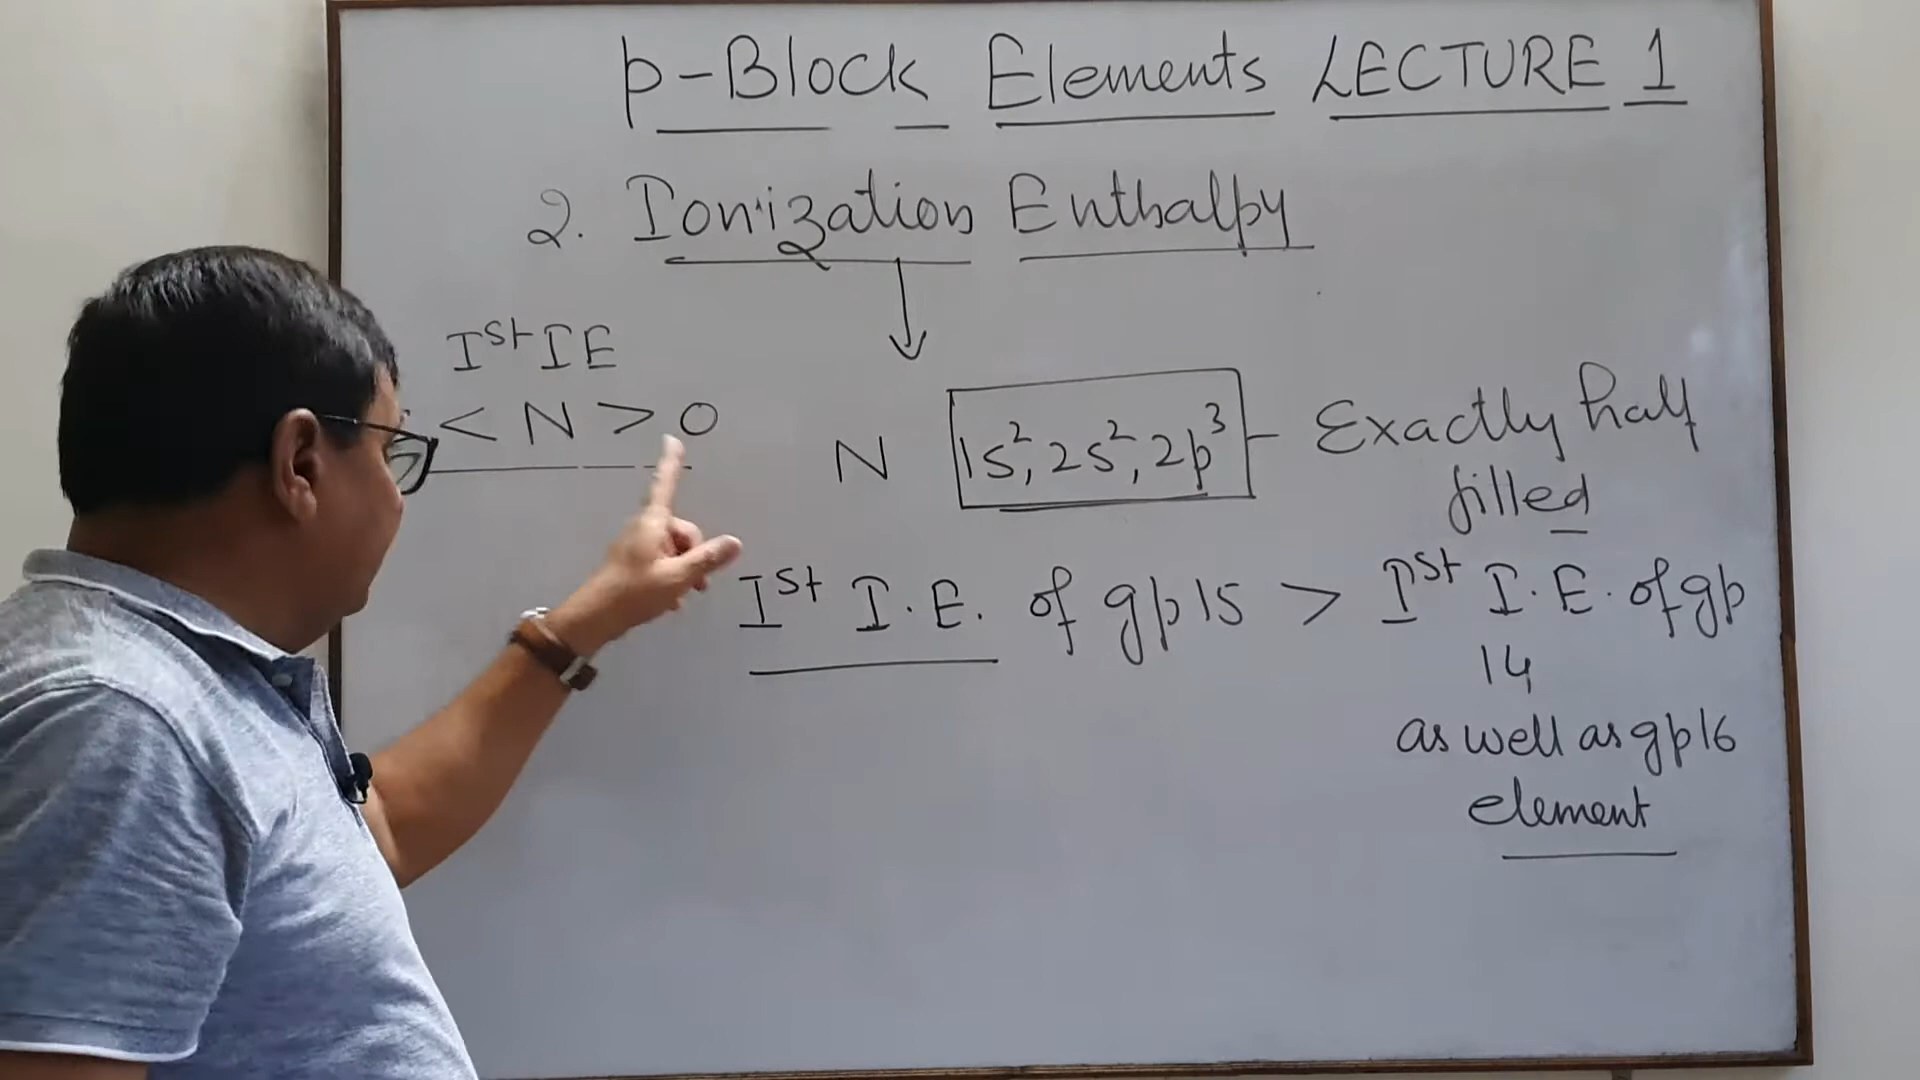 p-Block Elements LECTURE 1
2. Ionization Enthalpy
Ist IE
< N > O
N 1s², 2s², 2p³ - Exactly half
filled
Ist I.E. of gp 15 > Ist I.E. of gp
14
as well as gp 16
element